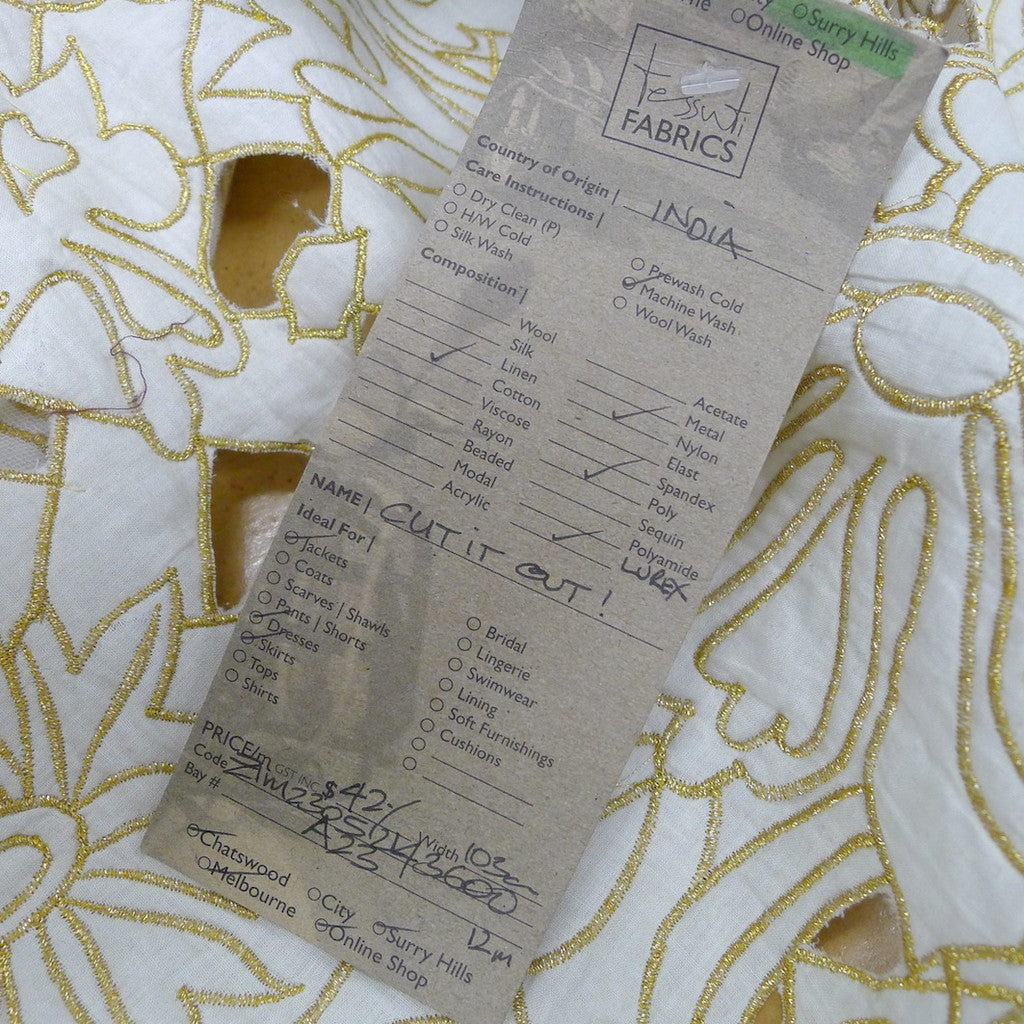 Surry Hills
Online Shop
tessuti
FABRICS
Country of Origin | INDIA
Care Instructions |
Dry Clean (P)
H/W Cold
Silk Wash
Prewash Cold
Machine Wash
Wool Wash
Composition |
Wool
Silk
Linen
Cotton
Viscose
Rayon
Beaded
Modal
Acrylic
Acetate
Metal
Nylon
Elast
Spandex
Poly
Sequin
Polyamide
LUREX
NAME | CUT IT OUT!
Ideal For |
Jackets
Coats
Scarves | Shawls
Pants | Shorts
Dresses
Skirts
Tops
Shirts
Bridal
Lingerie
Swimwear
Lining
Soft Furnishings
Cushions
PRICE/m GST INC $42.- Width 103cm
Code
Bay # A23
12m
Chatswood
Melbourne
City
Online Shop
Surry Hills